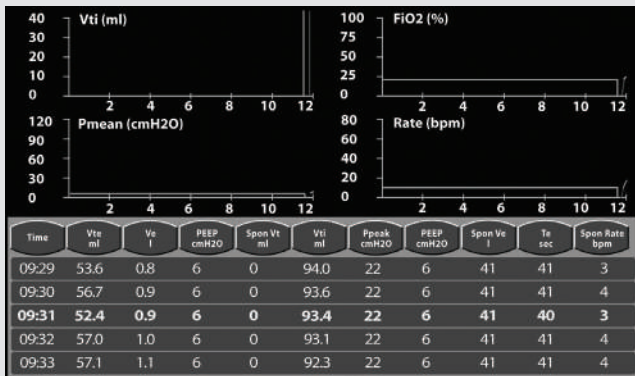 40 Vti (ml)
30
20
10
0
2 4 6 8 10 12
100 FiO2 (%)
75
50
25
0
2 4 6 8 10 12
120 Pmean (cmH2O)
90
60
30
0
2 4 6 8 10 12
80 Rate (bpm)
60
40
20
0
2 4 6 8 10 12
Time Vte ml Ve l PEEP cmH2O Spon Vt ml Vti ml Ppeak cmH2O PEEP cmH2O Spon Ve l Te sec Spon Rate bpm
09:29 53.6 0.8 6 0 94.0 22 6 41 41 3
09:30 56.7 0.9 6 0 93.6 22 6 41 41 4
09:31 52.4 0.9 6 0 93.4 22 6 41 40 3
09:32 57.0 1.0 6 0 93.1 22 6 41 41 4
09:33 57.1 1.1 6 0 92.3 22 6 41 41 4